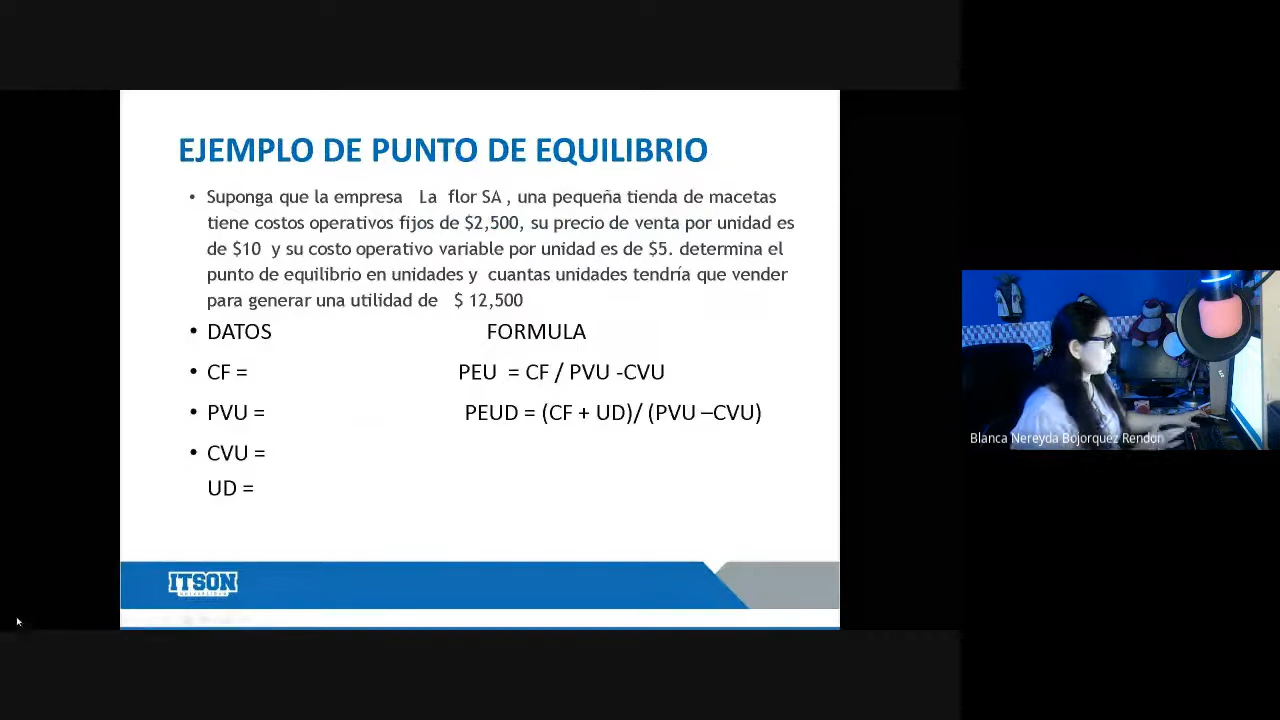 EJEMPLO DE PUNTO DE EQUILIBRIO
• Suponga que la empresa La flor SA , una pequeña tienda de macetas
tiene costos operativos fijos de $2,500, su precio de venta por unidad es
de $10 y su costo operativo variable por unidad es de $5. determina el
punto de equilibrio en unidades y cuantas unidades tendría que vender
para generar una utilidad de $ 12,500
• DATOS FORMULA
• CF = PEU = CF / PVU -CVU
• PVU = PEUD = (CF + UD)/ (PVU –CVU)
• CVU =
UD =
ITSON
Blanca Nereyda Bojorquez Rendon